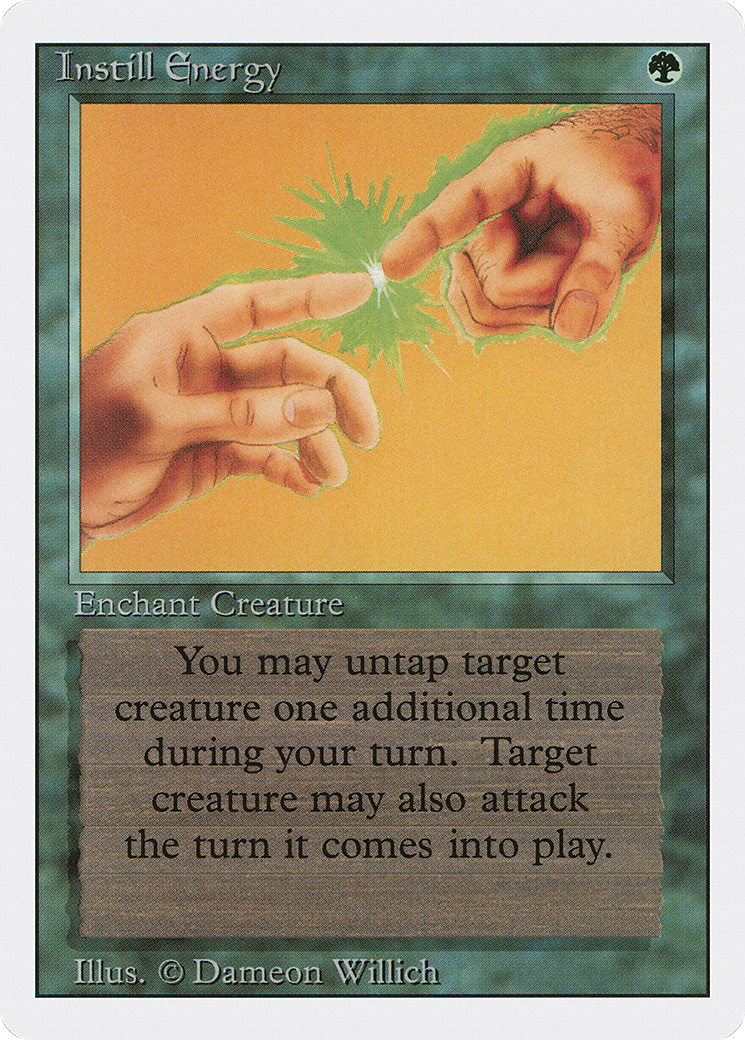 Instill Energy
Enchant Creature
You may untap target
creature one additional time
during your turn.  Target
creature may also attack
the turn it comes into play.
Illus. © Dameon Willich